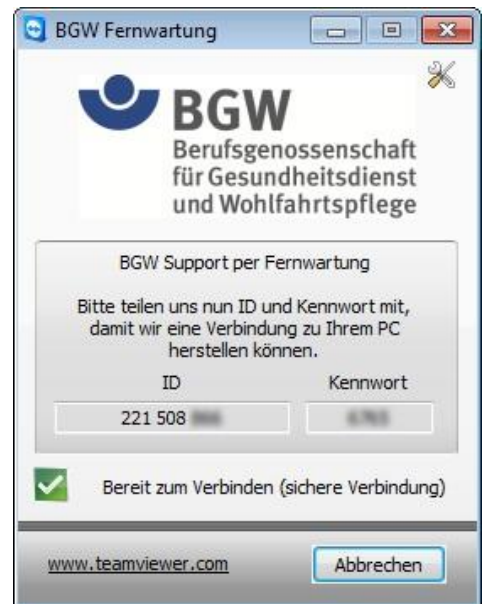 BGW Fernwartung
BGW
Berufsgenossenschaft
für Gesundheitsdienst
und Wohlfahrtspflege
BGW Support per Fernwartung
Bitte teilen uns nun ID und Kennwort mit,
damit wir eine Verbindung zu Ihrem PC
herstellen können.
ID Kennwort
221 508
Bereit zum Verbinden (sichere Verbindung)
www.teamviewer.com Abbrechen